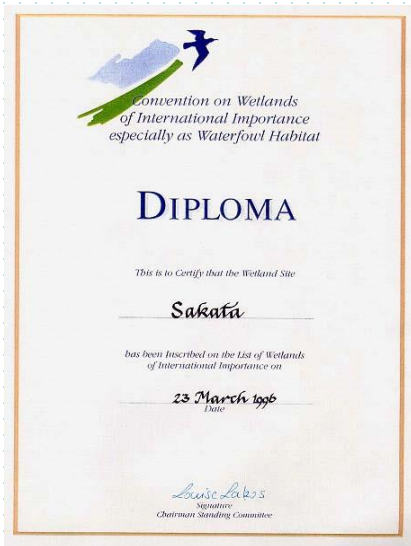 Convention on Wetlands
of International Importance
especially as Waterfowl Habitat
DIPLOMA
This is to Certify that the Wetland Site
Sakata
has been Inscribed on the List of Wetlands
of International Importance on
23 March 1996
Date
Louise Lakos
Signature
Chairman Standing Committee